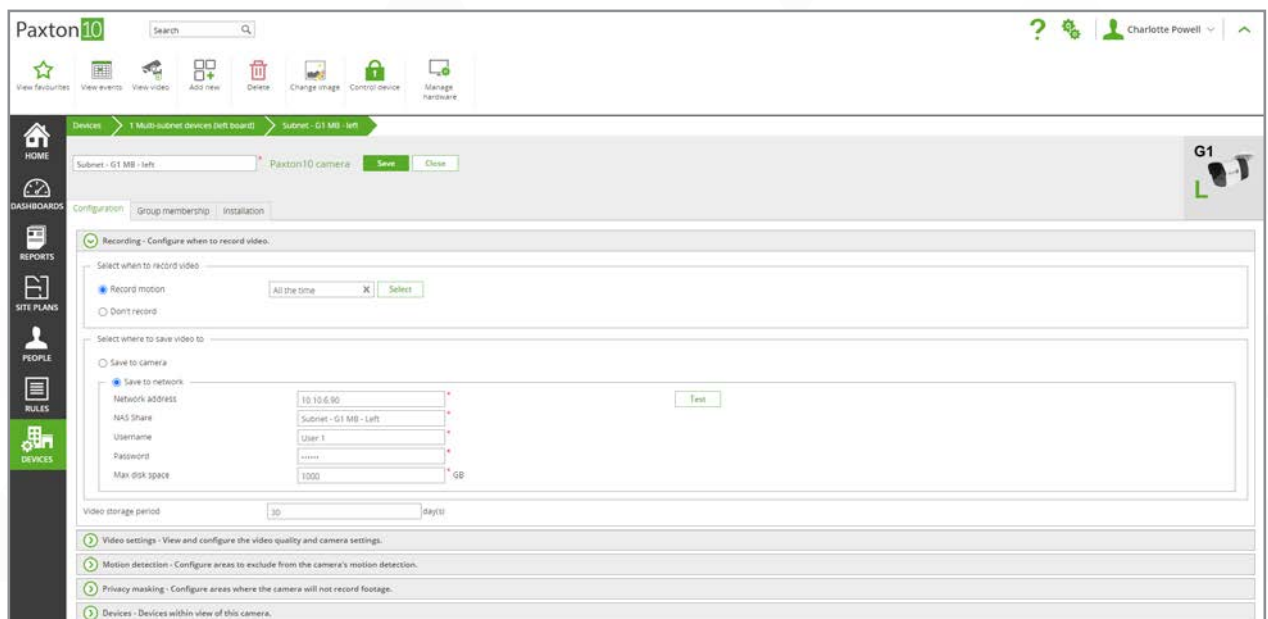 Paxton10
Search
Charlotte Powell
View favourites
View events
View video
Add new
Delete
Change image
Control device
Manage hardware
HOME
DASHBOARDS
REPORTS
SITE PLANS
PEOPLE
RULES
DEVICES
Devices
1 Multi-subnet devices (left board)
Subnet - G1 MB - left
Subnet - G1 MB - left * Paxton10 camera Save Close
G1
L
Configuration Group membership Installation
Recording - Configure when to record video.
Select when to record video
Record motion All the time X Select
Don't record
Select where to save video to
Save to camera
Save to network
Network address 10.10.6.90 * Test
NAS Share Subnet - G1 MB - Left *
Username User 1 *
Password ...... *
Max disk space 1000 * GB
Video storage period 30 day(s)
Video settings - View and configure the video quality and camera settings.
Motion detection - Configure areas to exclude from the camera's motion detection.
Privacy masking - Configure areas where the camera will not record footage.
Devices - Devices within view of this camera.